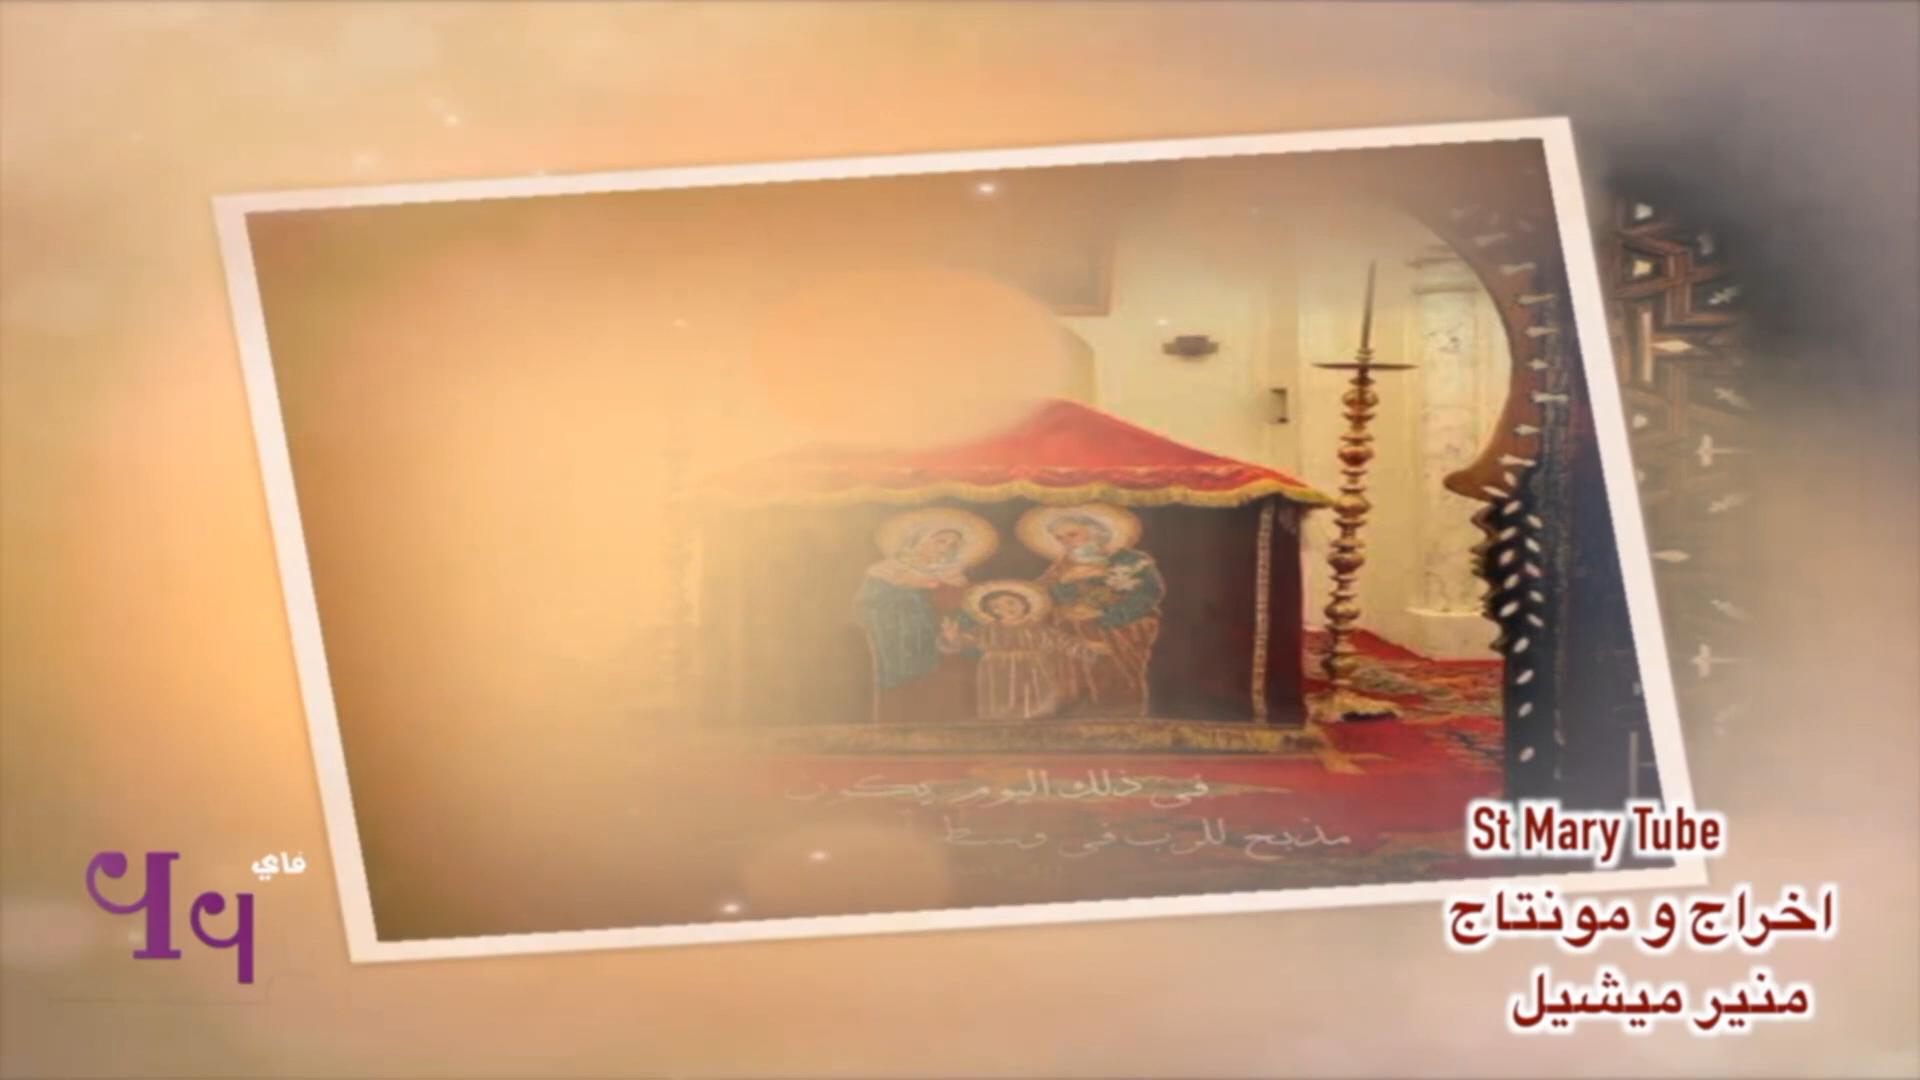 في ذلك اليوم يكون
مذبح للرب في وسط
فاي
St Mary Tube
اخراج و مونتاج
منير ميشيل